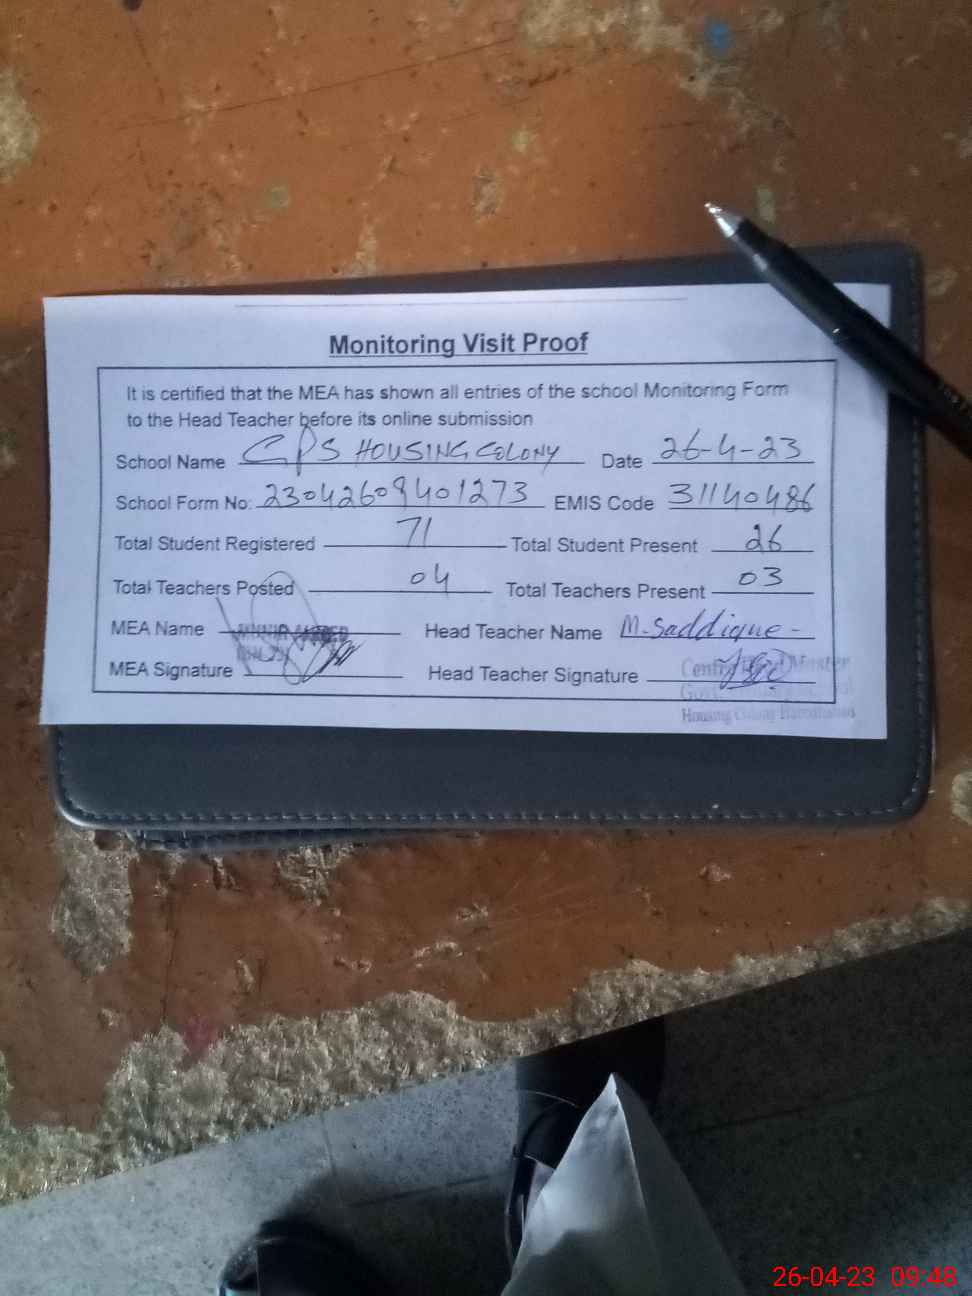 Monitoring Visit Proof
It is certified that the MEA has shown all entries of the school Monitoring Form
to the Head Teacher before its online submission
School Name GPS HOUSING COLONY Date 26-4-23
School Form No: 23042609401273 EMIS Code 31140486
Total Student Registered 71 Total Student Present 26
Total Teachers Posted 04 Total Teachers Present 03
MEA Name Head Teacher Name M. Saddique -
MEA Signature Head Teacher Signature
Housing Colony
26-04-23 09:48